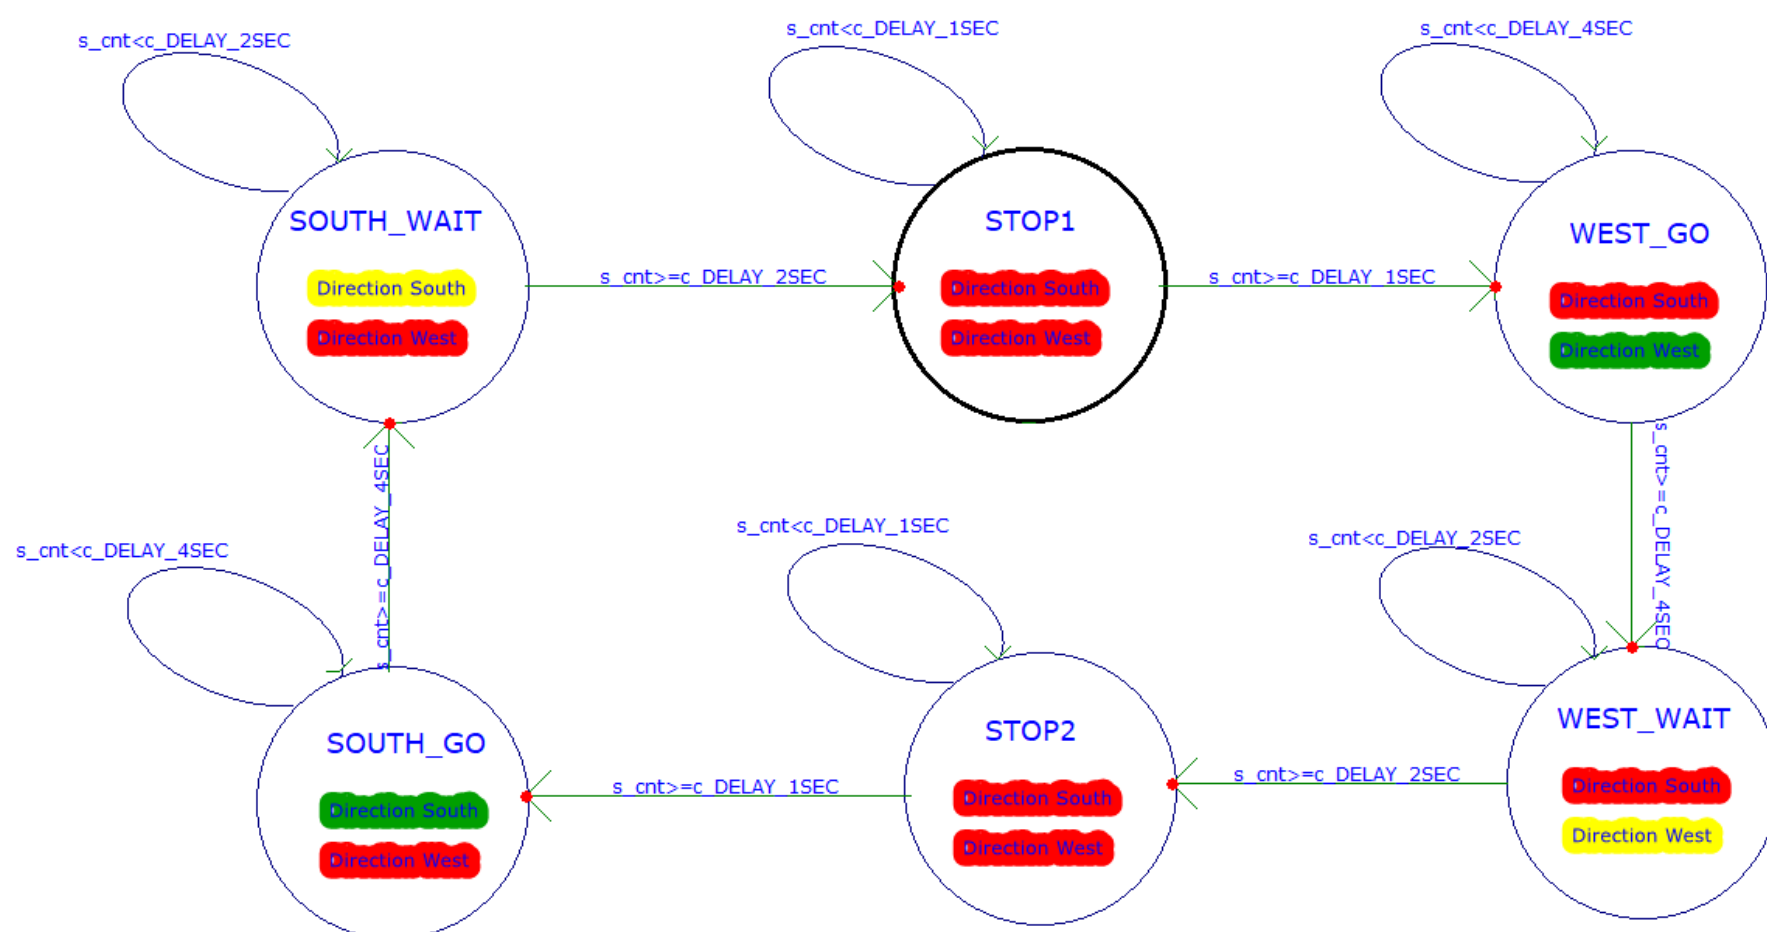 s_cnt<c_DELAY_2SEC
s_cnt<c_DELAY_1SEC
s_cnt<c_DELAY_4SEC
SOUTH_WAIT
Direction South
Direction West
s_cnt>=c_DELAY_2SEC
STOP1
Direction South
Direction West
s_cnt>=c_DELAY_1SEC
WEST_GO
Direction South
Direction West
s_cnt>=c_DELAY_4SEC
s_cnt>=c_DELAY_4SEC
s_cnt<c_DELAY_4SEC
s_cnt<c_DELAY_1SEC
s_cnt<c_DELAY_2SEC
SOUTH_GO
Direction South
Direction West
s_cnt>=c_DELAY_1SEC
STOP2
Direction South
Direction West
s_cnt>=c_DELAY_2SEC
WEST_WAIT
Direction South
Direction West